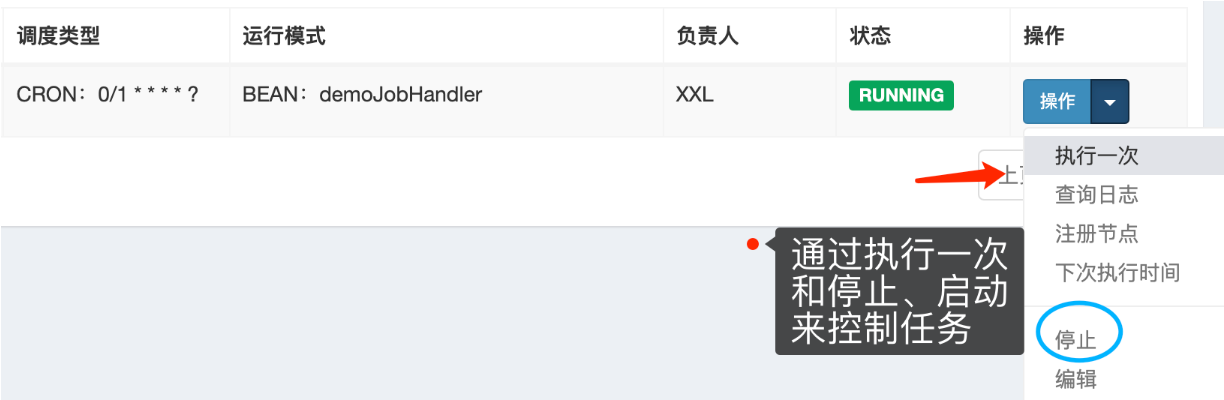 调度类型 运行模式 负责人 状态 操作
CRON：0/1 * * * * ? BEAN：demoJobHandler XXL RUNNING 操作
执行一次
上
查询日志
注册节点
下次执行时间
通过执行一次
和停止、启动
来控制任务
停止
编辑